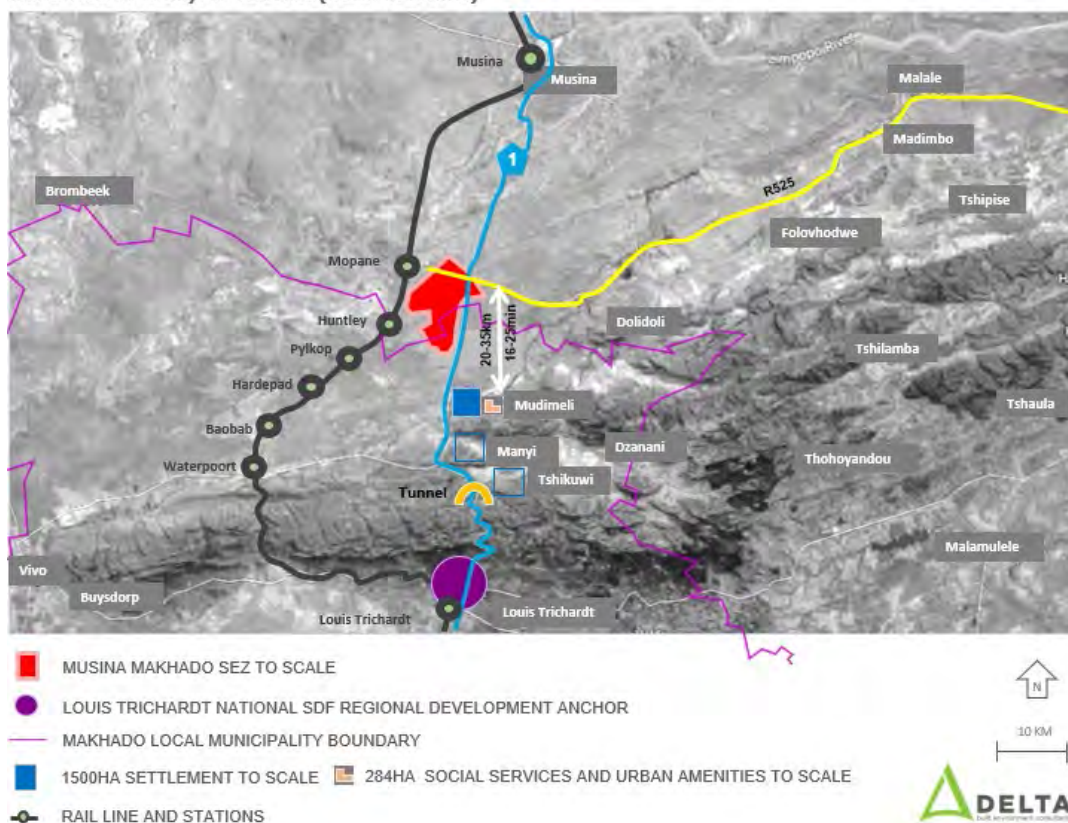 Musina
Musina
Limpopo River
Malale
1
Madimbo
Brombeek
R525
Tshipise
Folovhodwe
Mopane
Huntley
Dolidoli
20-35km
16-25min
Pylkop
Tshilamba
Hardepad
Mudimeli
Tshaula
Baobab
Manyi
Dzanani
Waterpoort
Thohoyandou
Tshikuwi
Tunnel
Malamulele
Vivo
Buysdorp
Louis Trichardt
Louis Trichardt
MUSINA MAKHADO SEZ TO SCALE
LOUIS TRICHARDT NATIONAL SDF REGIONAL DEVELOPMENT ANCHOR
MAKHADO LOCAL MUNICIPALITY BOUNDARY
1500HA SETTLEMENT TO SCALE
284HA SOCIAL SERVICES AND URBAN AMENITIES TO SCALE
RAIL LINE AND STATIONS
N
10 KM
DELTA
built environment consultants